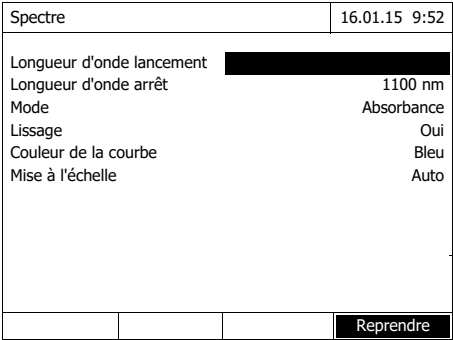 Spectre 16.01.15 9:52
Longueur d'onde lancement
Longueur d'onde arrêt 1100 nm
Mode Absorbance
Lissage Oui
Couleur de la courbe Bleu
Mise à l'échelle Auto
Reprendre